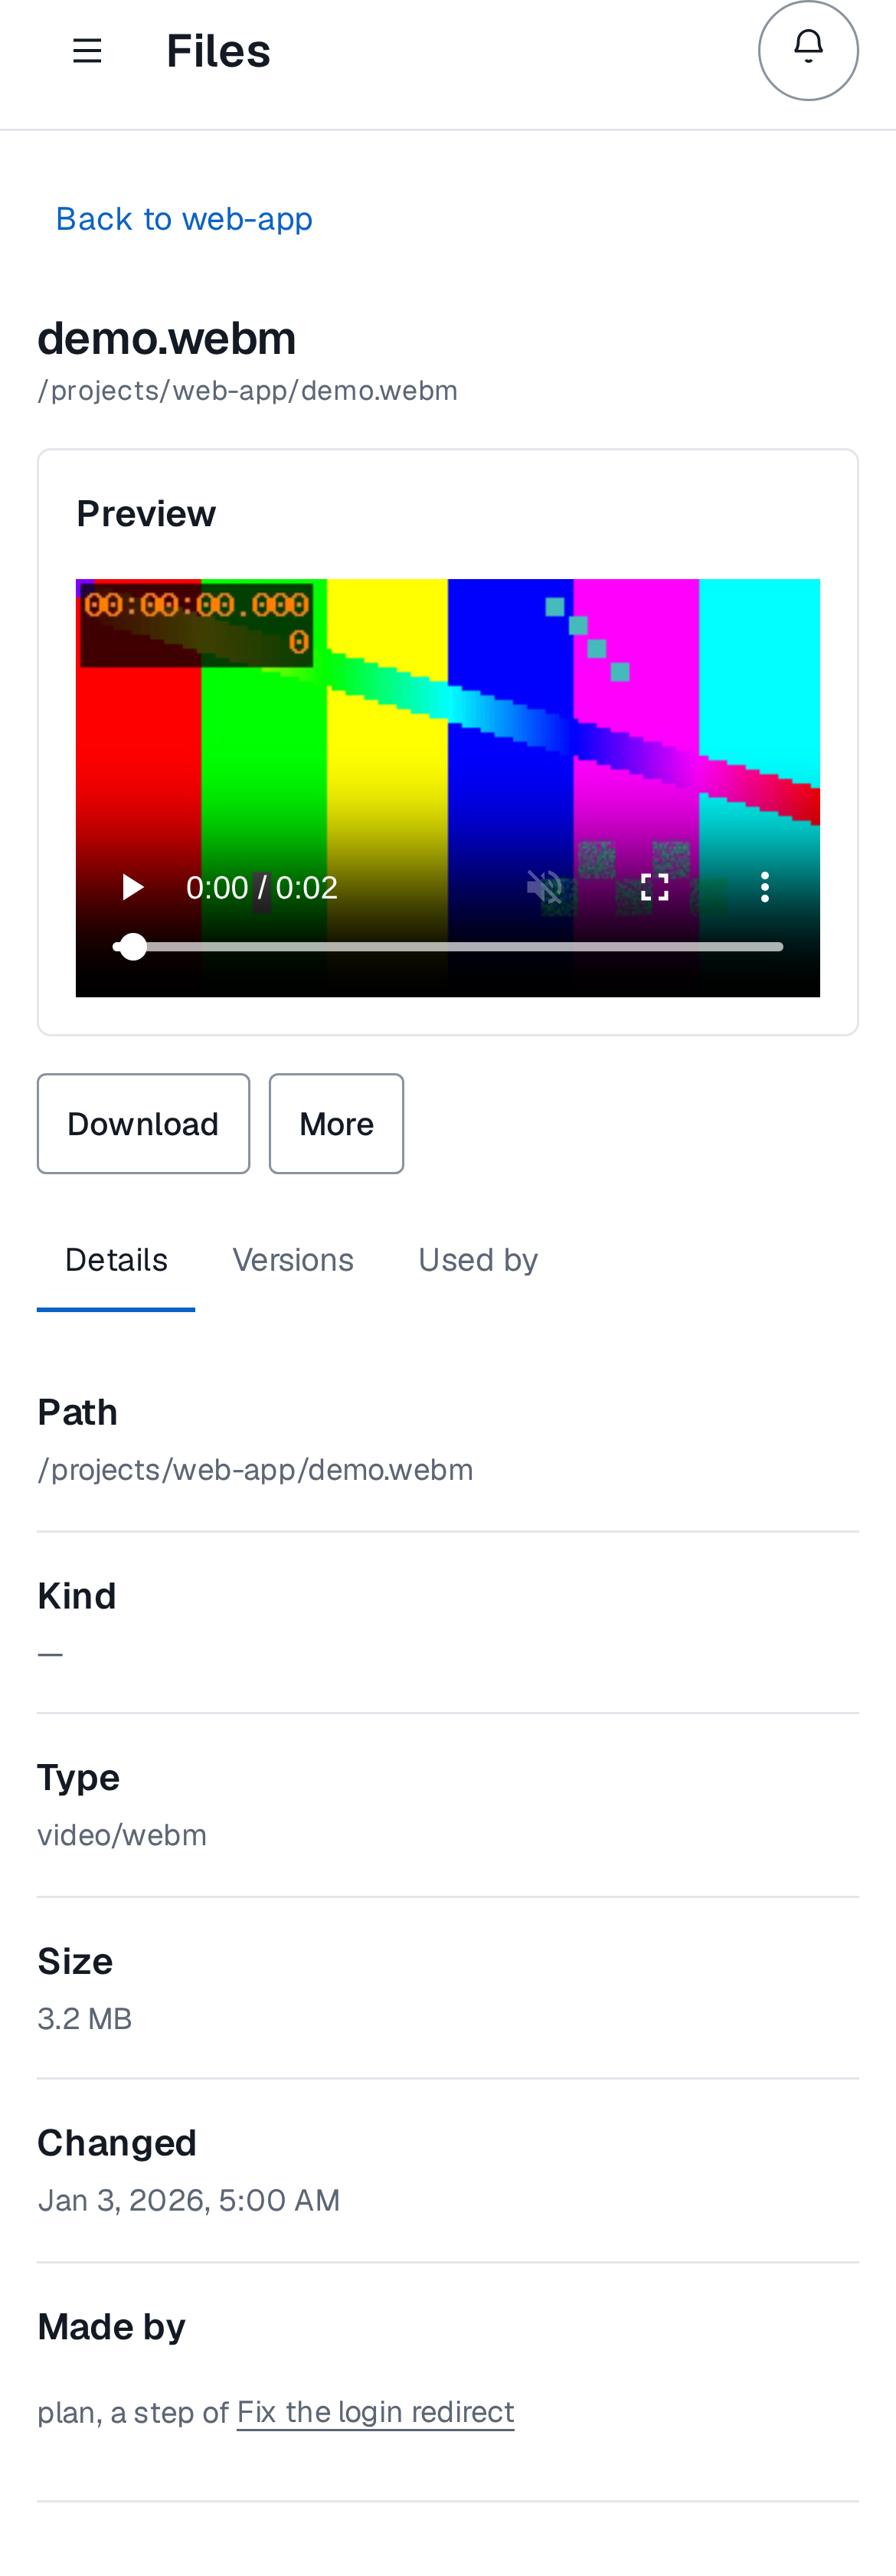 Files
Back to web-app
demo.webm
/projects/web-app/demo.webm
Preview
00:00:00.000
0
0:00 / 0:02
Download
More
Details
Versions
Used by
Path
/projects/web-app/demo.webm
Kind
—
Type
video/webm
Size
3.2 MB
Changed
Jan 3, 2026, 5:00 AM
Made by
plan, a step of Fix the login redirect